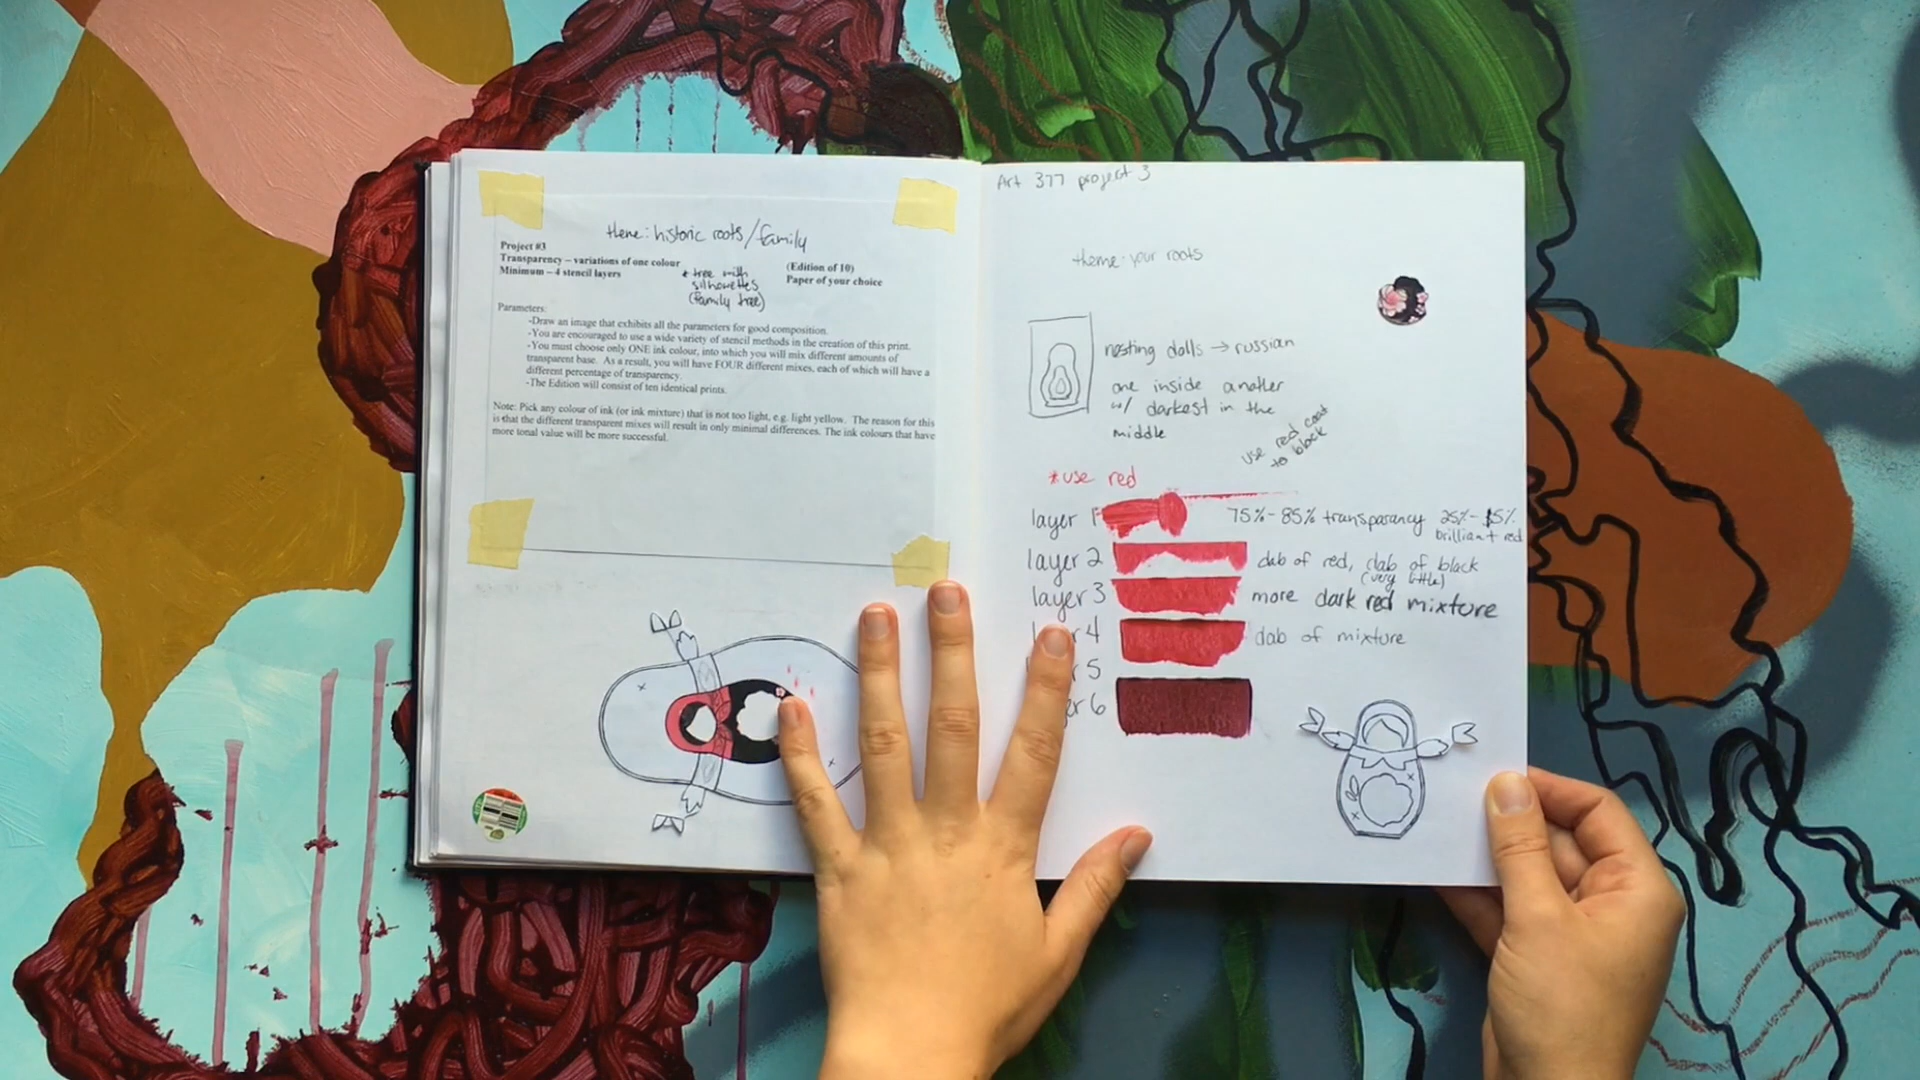 theme: historic roots/family
Project #3
Transparency – variations of one colour
Minimum – 4 stencil layers
* tree with
silhouettes
(family tree)
(Edition of 10)
Paper of your choice
Parameters:
-Draw an image that exhibits all the parameters for good composition.
-You are encouraged to use a wide variety of stencil methods in the creation of this print.
-You must choose only ONE ink colour, into which you will mix different amounts of
transparent base. As a result, you will have FOUR different mixes, each of which will have a
different percentage of transparency.
-The Edition will consist of ten identical prints.
Note: Pick any colour of ink (or ink mixture) that is not too light, e.g. light yellow. The reason for this
is that the different transparent mixes will result in only minimal differences. The ink colours that have
more tonal value will be more successful.
Art 377 project 3
theme: your roots
nesting dolls → russian
one inside another
w/ darkest in the
middle
use red coat
to black
*use red
layer 1 75%-85% transparancy 25%-15%
brilliant red
layer 2 dab of red, dab of black
(very little)
layer 3 more dark red mixture
4 dab of mixture
r 5
er 6